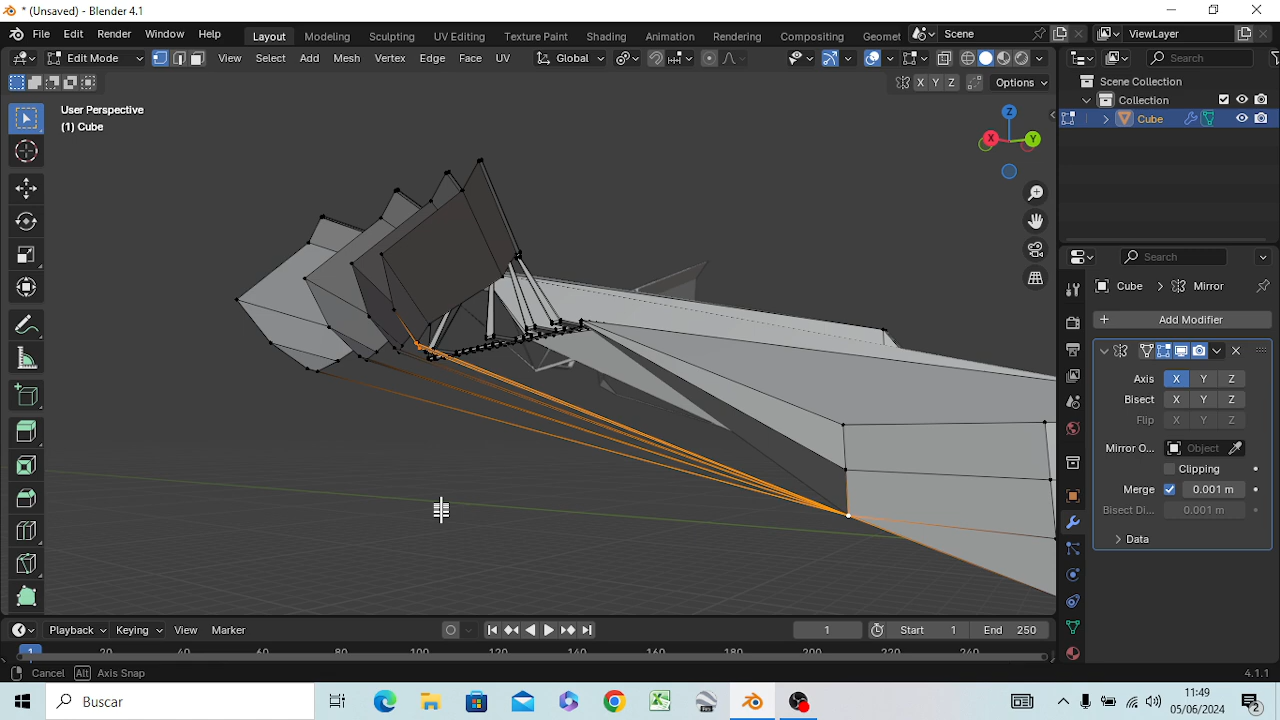 * (Unsaved) - Blender 4.1
File Edit Render Window Help
Layout Modeling Sculpting UV Editing Texture Paint Shading Animation Rendering Compositing Geomet
Scene
ViewLayer
Edit Mode
View Select Add Mesh Vertex Edge Face UV
Global
Search
X Y Z
Options
User Perspective
(1) Cube
Z
X
Y
Scene Collection
Collection
Cube
Search
Cube > Mirror
+ Add Modifier
Axis X Y Z
Bisect X Y Z
Flip X Y Z
Mirror O... Object
Clipping
Merge 0.001 m
Bisect Di... 0.001 m
Data
Playback Keying View Marker
1
Start 1
End 250
1 20 40 60 80 100 120 140 160 180 200 220 240
Cancel Alt Axis Snap
4.1.1
Buscar
11:49
05/06/2024
2